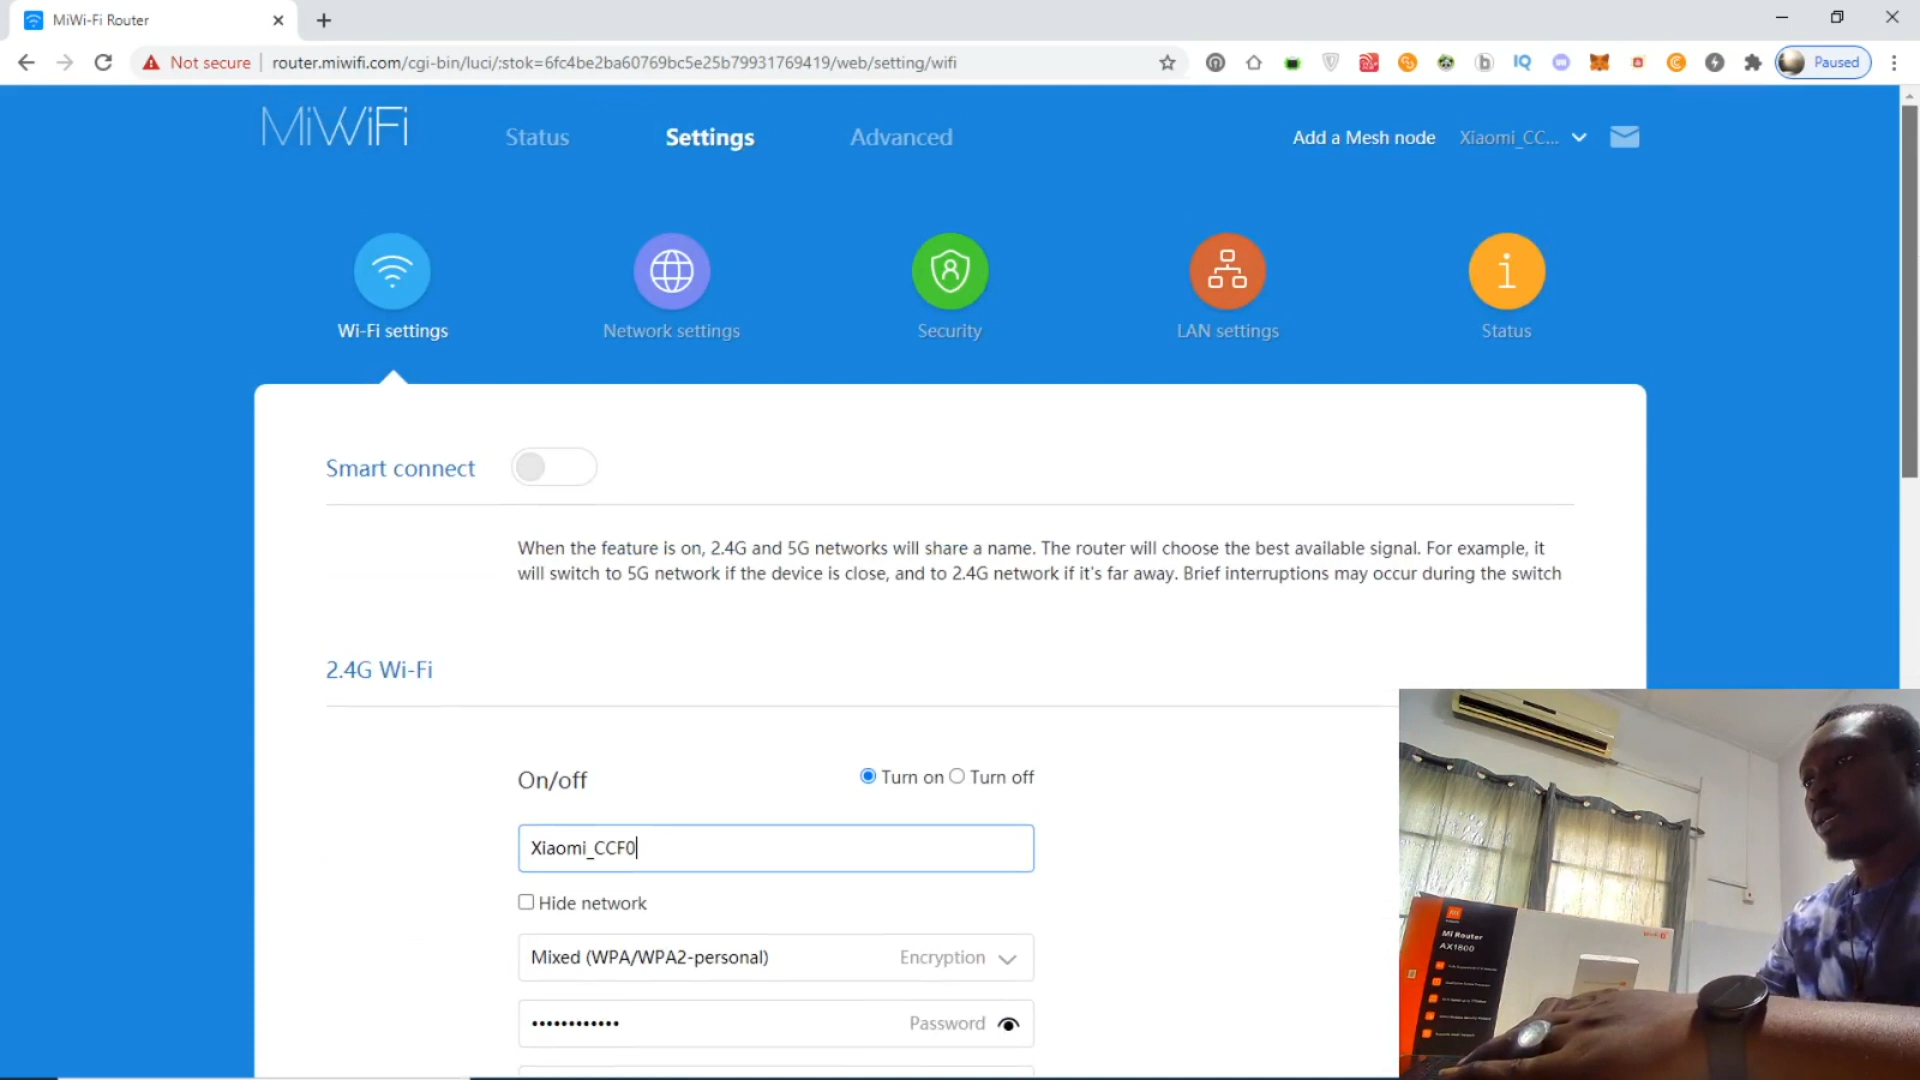 MiWi-Fi Router
Not secure
router.miwifi.com/cgi-bin/luci/;stok=6fc4be2ba60769bc5e25b79931769419/web/setting/wifi
IQ
Paused
MiWiFi
Status
Settings
Advanced
Add a Mesh node
Xiaomi_CC...
Wi-Fi settings
Network settings
Security
LAN settings
Status
Smart connect
When the feature is on, 2.4G and 5G networks will share a name. The router will choose the best available signal. For example, it
will switch to 5G network if the device is close, and to 2.4G network if it's far away. Brief interruptions may occur during the switch
2.4G Wi-Fi
On/off
Turn on
Turn off
Xiaomi_CCF0
Hide network
Mixed (WPA/WPA2-personal)
Encryption
••••••••••••
Password
Mi Router
AX1800